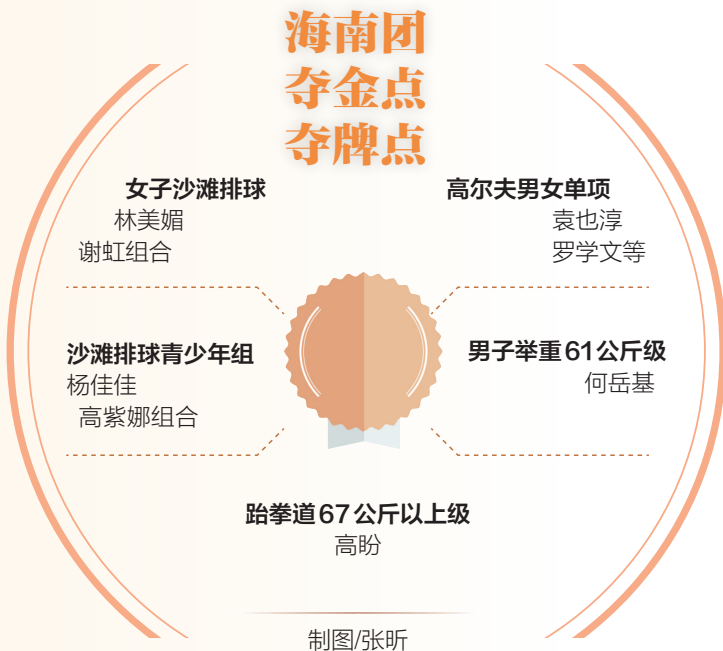 海南团
夺金点
夺牌点
女子沙滩排球
林美媚
谢虹组合
高尔夫男女单项
袁也淳
罗学文等
沙滩排球青少年组
杨佳佳
高紫娜组合
男子举重61公斤级
何岳基
跆拳道67公斤以上级
高盼
制图/张昕